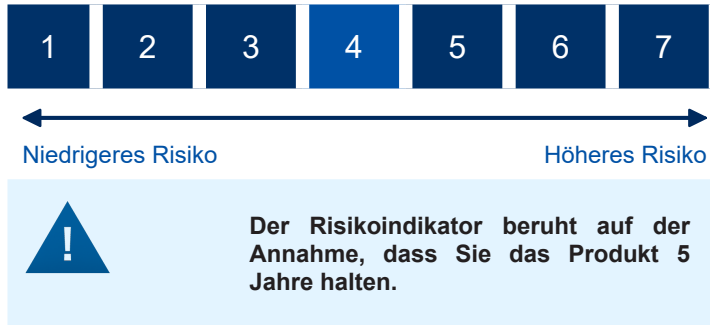 1 2 3 4 5 6 7
Niedrigeres Risiko Höheres Risiko
!
Der Risikoindikator beruht auf der
Annahme, dass Sie das Produkt 5
Jahre halten.